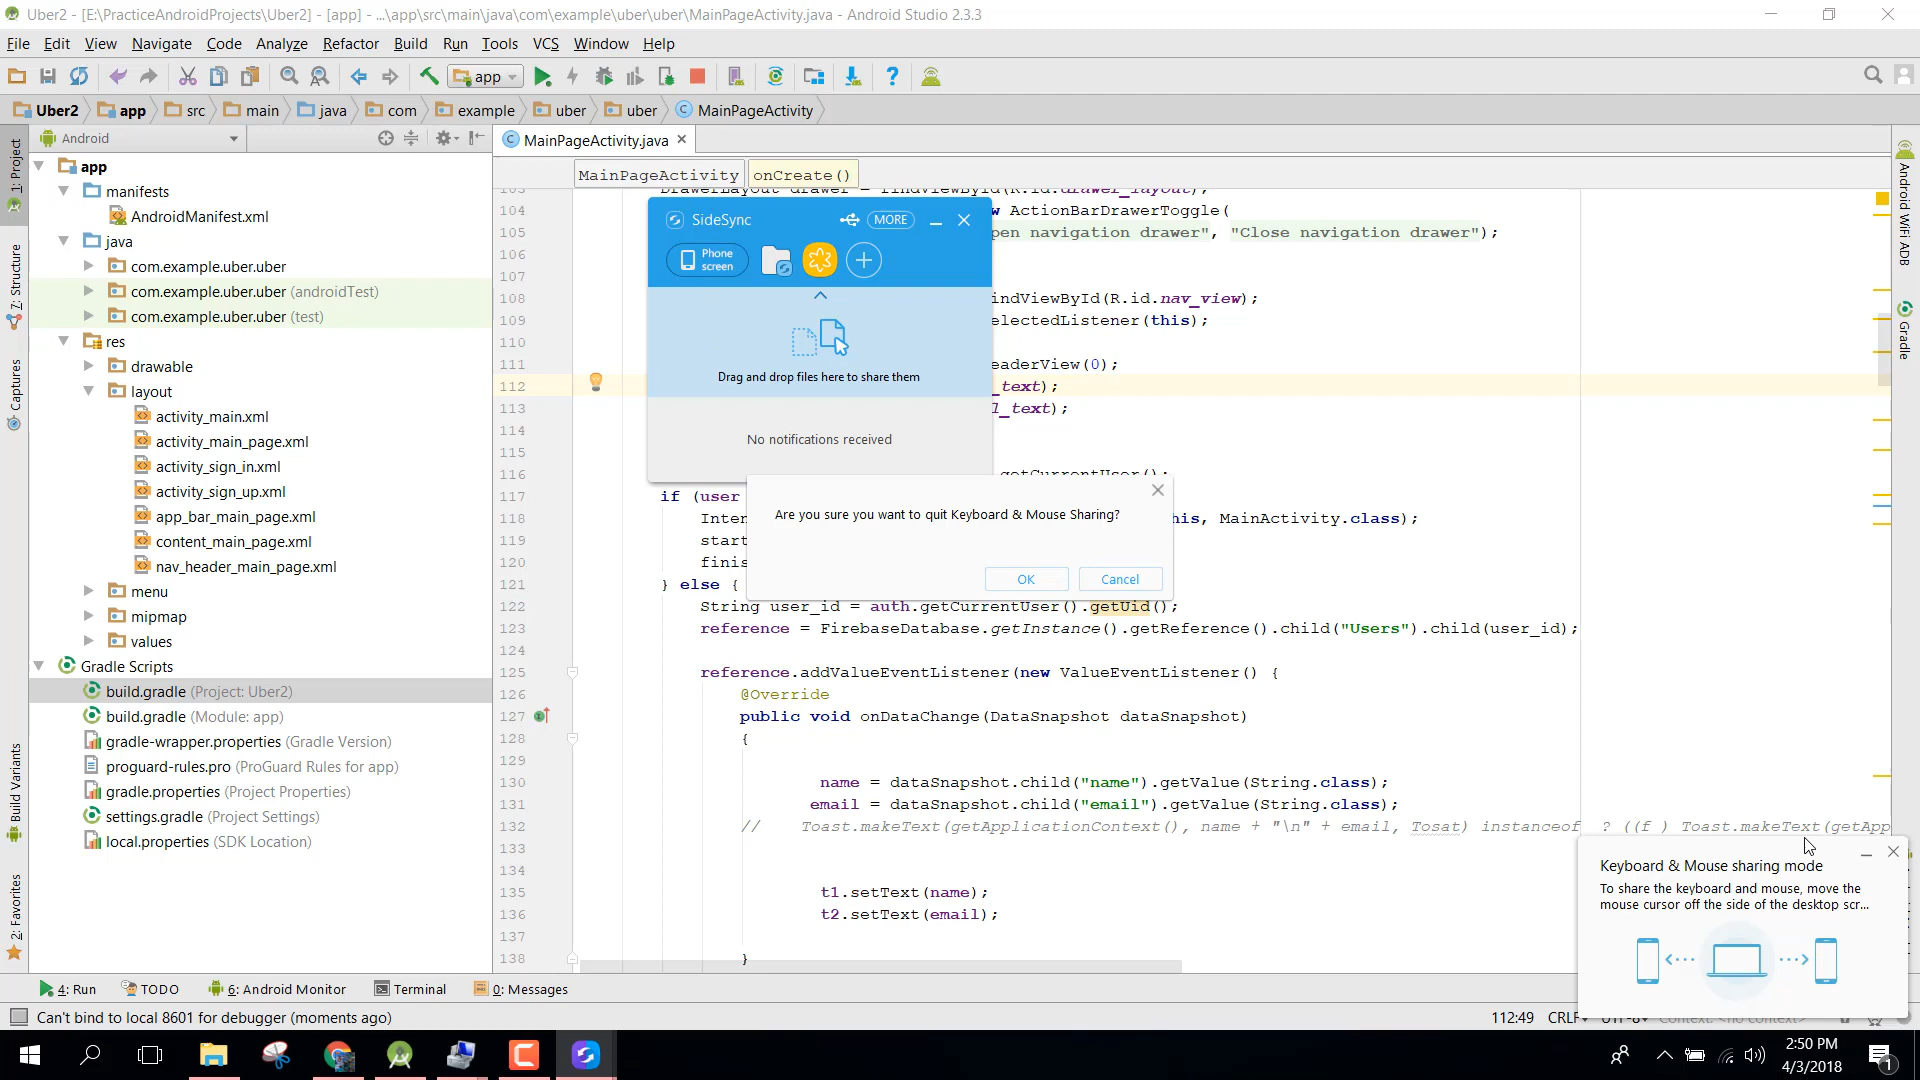 Uber2 - [E:\PracticeAndroidProjects\Uber2] - [app] - ...\app\src\main\java\com\example\uber\uber\MainPageActivity.java - Android Studio 2.3.3
File Edit View Navigate Code Analyze Refactor Build Run Tools VCS Window Help
app
Uber2 app src main java com example uber uber MainPageActivity
Android
MainPageActivity.java
1: Project
7: Structure
Captures
Build Variants
2: Favorites
app
manifests
AndroidManifest.xml
java
com.example.uber.uber
com.example.uber.uber (androidTest)
com.example.uber.uber (test)
res
drawable
layout
activity_main.xml
activity_main_page.xml
activity_sign_in.xml
activity_sign_up.xml
app_bar_main_page.xml
content_main_page.xml
nav_header_main_page.xml
menu
mipmap
values
Gradle Scripts
build.gradle (Project: Uber2)
build.gradle (Module: app)
gradle-wrapper.properties (Gradle Version)
proguard-rules.pro (ProGuard Rules for app)
gradle.properties (Project Properties)
settings.gradle (Project Settings)
local.properties (SDK Location)
MainPageActivity onCreate()
103 DrawerLayout drawer = findViewById(R.id.drawer_layout);
104 w ActionBarDrawerToggle(
105 pen navigation drawer", "Close navigation drawer");
106
107
108 indViewById(R.id.nav_view);
109 electedListener(this);
110
111 eaderView(0);
112 _text);
113 l_text);
114
115
116 getCurrentUser();
117 if (user
118 Inten his, MainActivity.class);
119 start
120 finis
121 } else {
122 String user_id = auth.getCurrentUser().getUid();
123 reference = FirebaseDatabase.getInstance().getReference().child("Users").child(user_id);
124
125 reference.addValueEventListener(new ValueEventListener() {
126 @Override
127 public void onDataChange(DataSnapshot dataSnapshot)
128 {
129
130 name = dataSnapshot.child("name").getValue(String.class);
131 email = dataSnapshot.child("email").getValue(String.class);
132 // Toast.makeText(getApplicationContext(), name + "\n" + email, Tosat) instanceof ? ((f ) Toast.makeText(getApp
133
134
135 t1.setText(name);
136 t2.setText(email);
137
138 }
SideSync MORE
Phone
screen
Drag and drop files here to share them
No notifications received
Are you sure you want to quit Keyboard & Mouse Sharing?
OK Cancel
Keyboard & Mouse sharing mode
To share the keyboard and mouse, move the
mouse cursor off the side of the desktop scr...
Android WiFi ADB
Gradle
4: Run TODO 6: Android Monitor Terminal 0: Messages
Can't bind to local 8601 for debugger (moments ago)
112:49 CRLF UTF-8 Context: <no context>
2:50 PM
4/3/2018
1